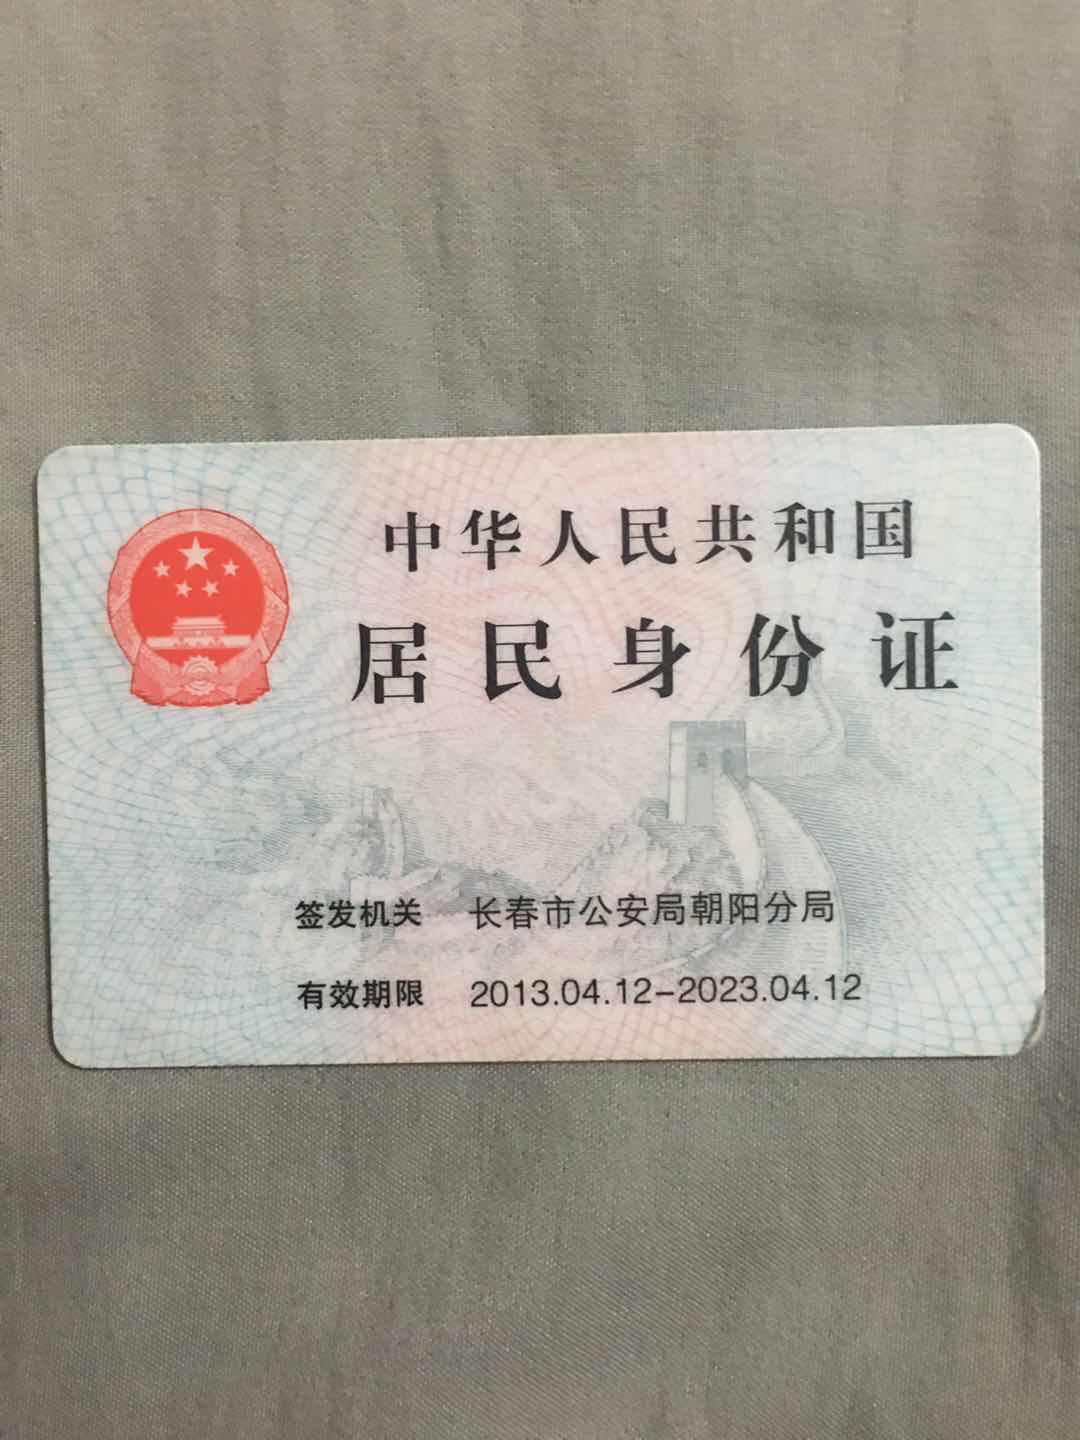 中华人民共和国
居民身份证
签发机关 长春市公安局朝阳分局
有效期限 2013.04.12-2023.04.12